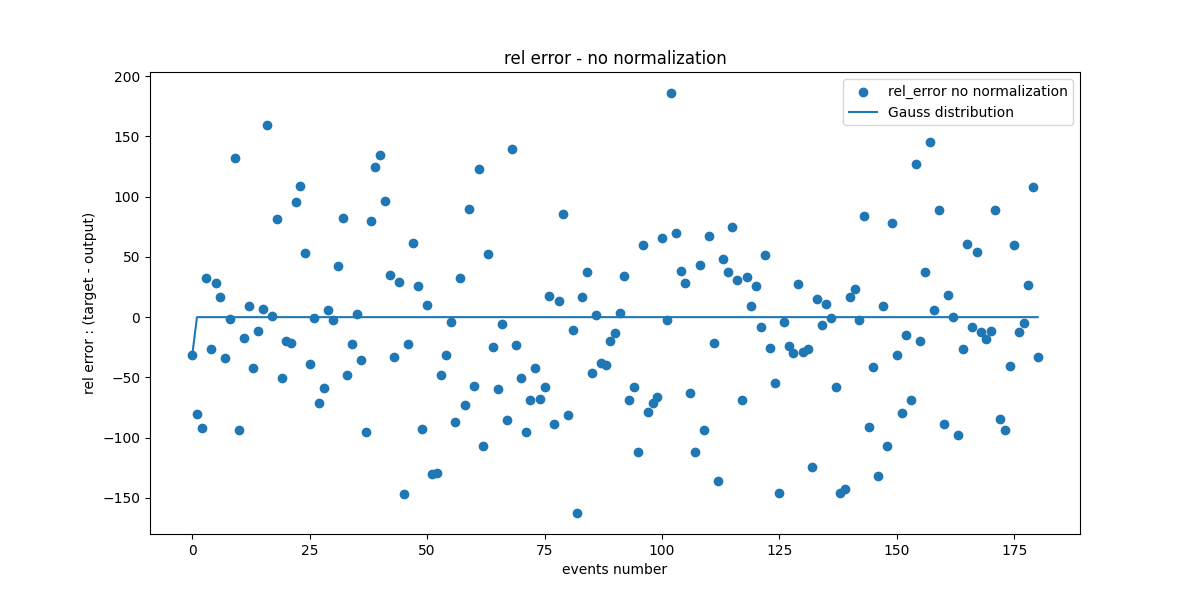 rel error - no normalization
rel_error no normalization
Gauss distribution
rel error : (target - output)
200
150
100
50
0
−50
−100
−150
0 25 50 75 100 125 150 175
events number